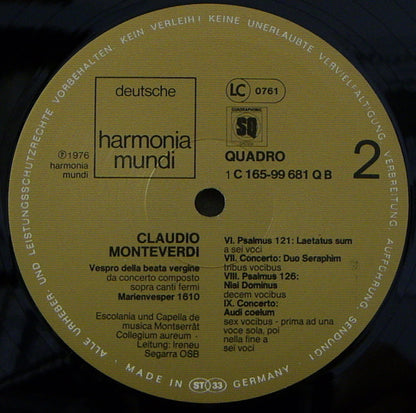 ALLE URHEBER UND LEISTUNGSSCHUTZRECHTE VORBEHALTEN. KEIN VERLEIH! KEINE UNERLAUBTE VERVIELFÄLTIGUNG, VERMIETUNG, AUFFÜHRUNG, SENDUNG!
deutsche
harmonia
mundi
LC 0761
QUADRAPHONIC
SQ
℗1976
harmonia
mundi
QUADRO
1 C 165-99 681 Q B
2
CLAUDIO
MONTEVERDI
Vespro della beata vergine
da concerto composto
sopra canti fermi
Marienvesper 1610
Escolania und Capella de
musica Montserràt
Collegium aureum -
Leitung: Ireneu
Segarra OSB
VI. Psalmus 121: Laetatus sum
a sei voci
VII. Concerto: Duo Seraphim
tribus vocibus
VIII. Psalmus 126:
Nisi Dominus
decem vocibus
IX. Concerto:
Audi coelum
sex vocibus - prima ad una
voce sola, poi
nella fine a
sei voci
MADE IN ST 33 GERMANY